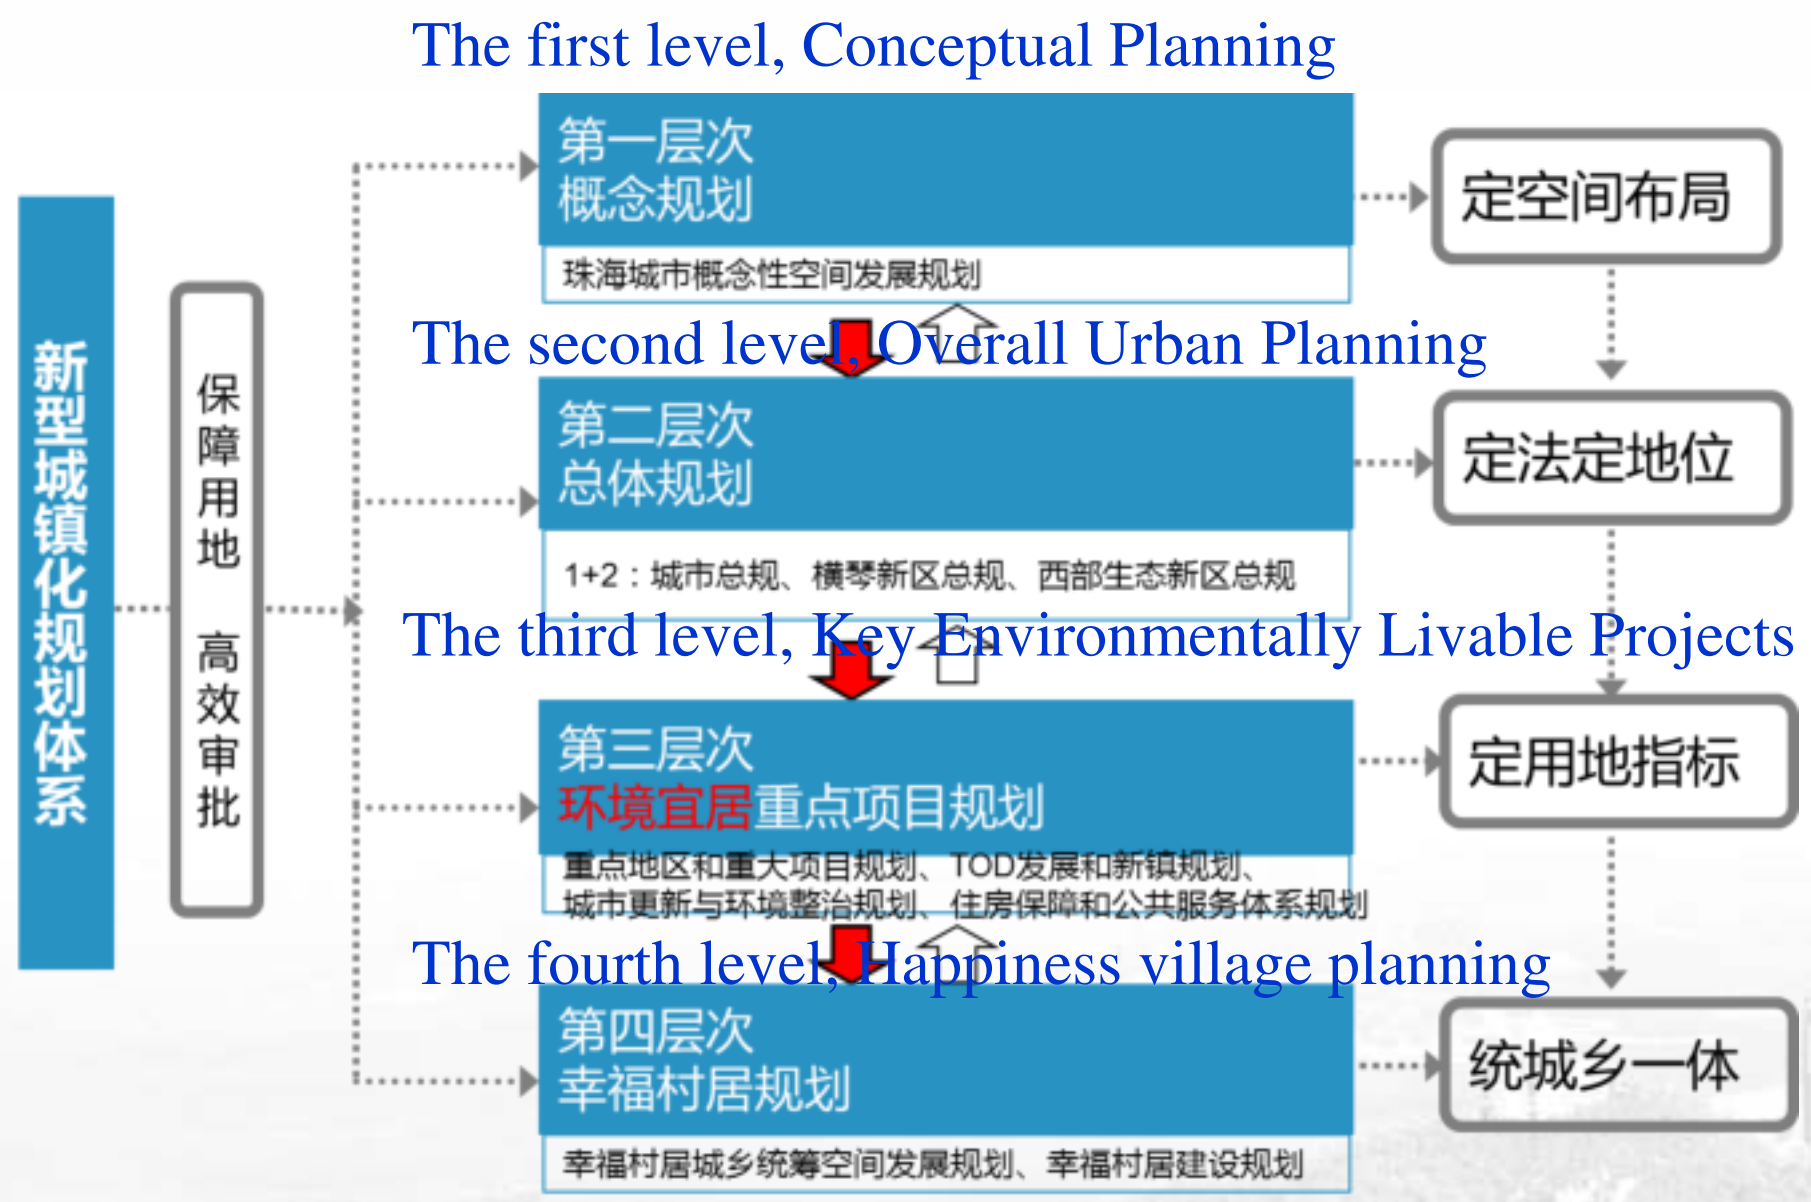 The first level, Conceptual Planning
新型城镇化规划体系
保障用地 高效审批
第一层次
概念规划
珠海城市概念性空间发展规划
定空间布局
The second level, Overall Urban Planning
第二层次
总体规划
1+2：城市总规、横琴新区总规、西部生态新区总规
定法定地位
The third level, Key Environmentally Livable Projects
第三层次
环境宜居重点项目规划
重点地区和重大项目规划、TOD发展和新镇规划、
城市更新与环境整治规划、住房保障和公共服务体系规划
定用地指标
The fourth level, Happiness village planning
第四层次
幸福村居规划
幸福村居城乡统筹空间发展规划、幸福村居建设规划
统城乡一体